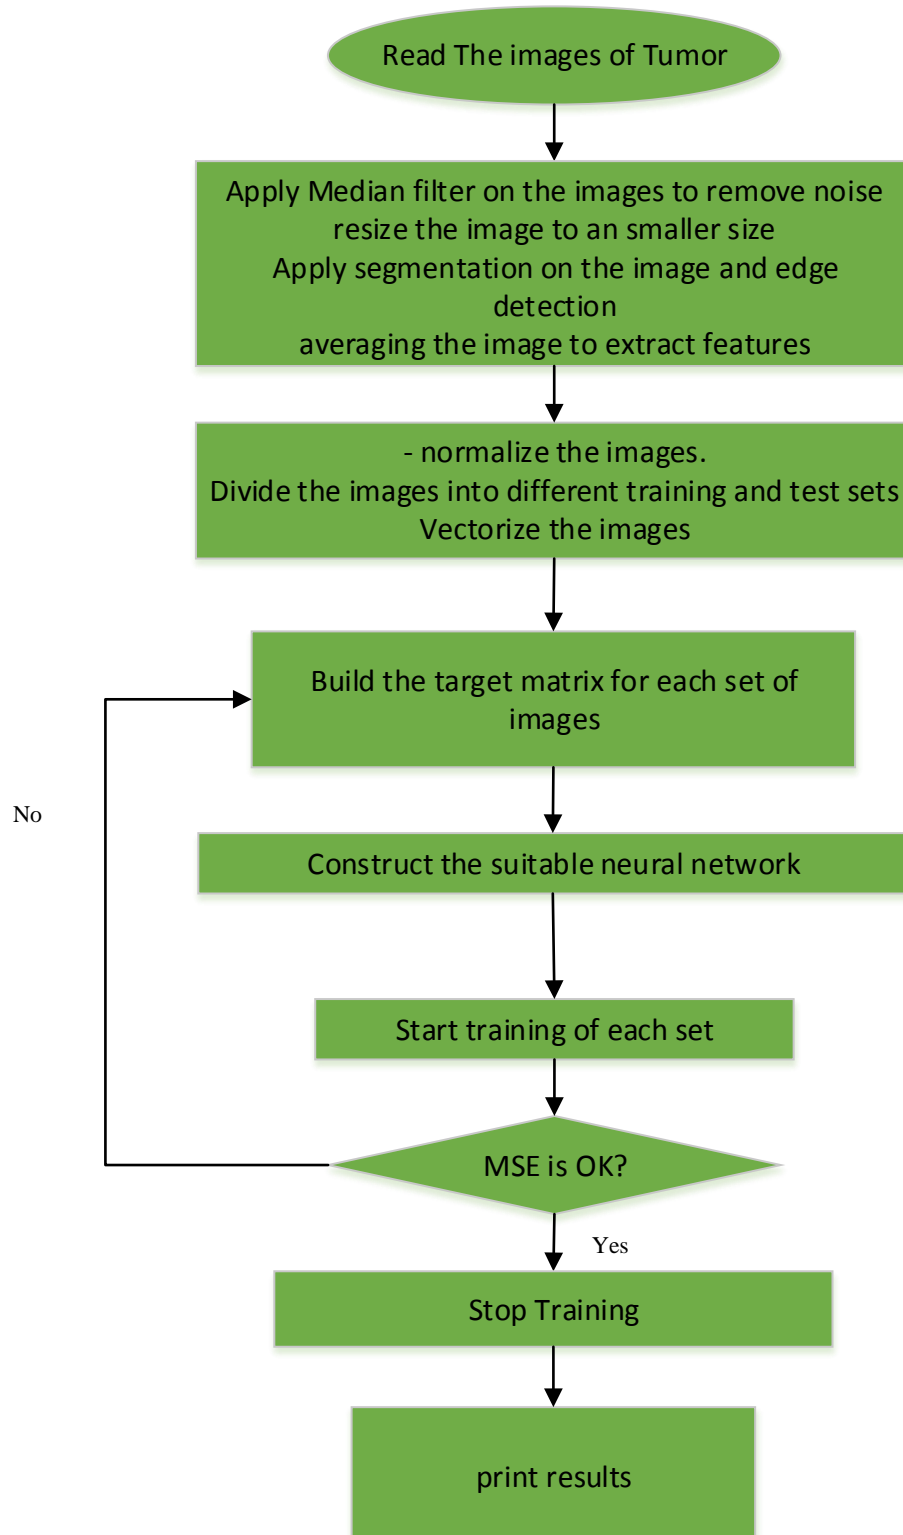 Read The images of Tumor
Apply Median filter on the images to remove noise
resize the image to an smaller size
Apply segmentation on the image and edge
detection
averaging the image to extract features
- normalize the images.
Divide the images into different training and test sets
Vectorize the images
Build the target matrix for each set of
images
No
Construct the suitable neural network
Start training of each set
MSE is OK?
Yes
Stop Training
print results